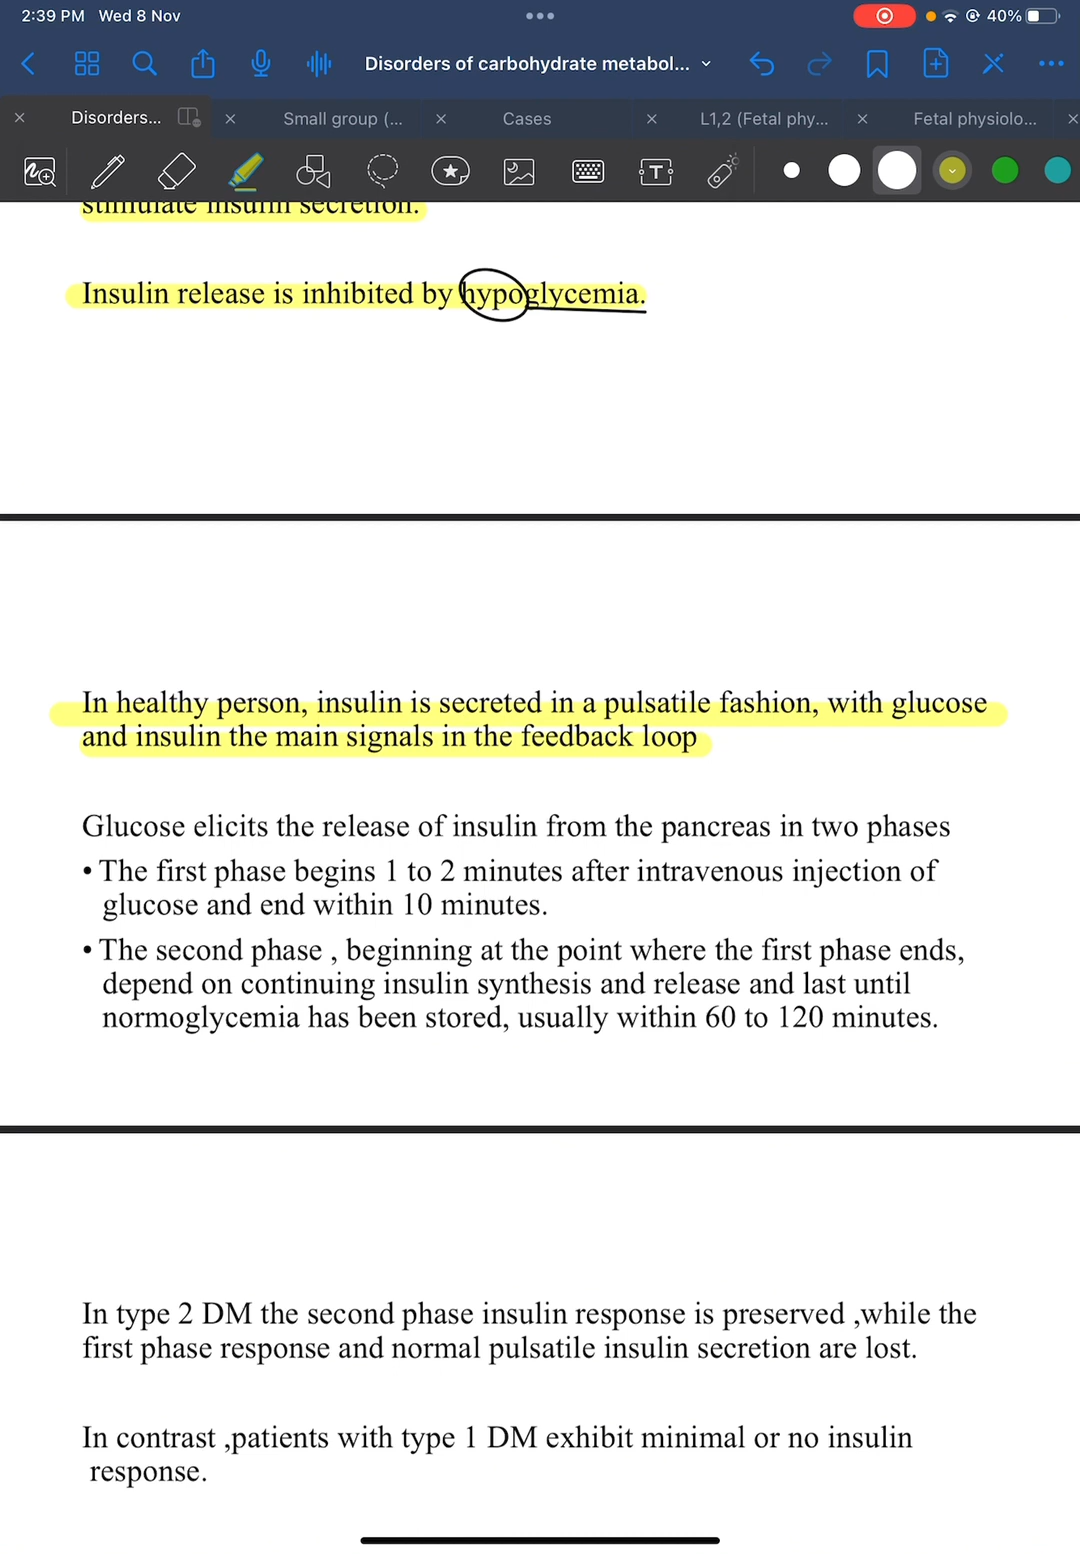 2:39 PM Wed 8 Nov
40%
Disorders of carbohydrate metabol...
Disorders...
Small group (...
Cases
L1,2 (Fetal phy...
Fetal physiolo...
stimulate insulin secretion.
Insulin release is inhibited by hypoglycemia.
In healthy person, insulin is secreted in a pulsatile fashion, with glucose
and insulin the main signals in the feedback loop
Glucose elicits the release of insulin from the pancreas in two phases
• The first phase begins 1 to 2 minutes after intravenous injection of
glucose and end within 10 minutes.
• The second phase , beginning at the point where the first phase ends,
depend on continuing insulin synthesis and release and last until
normoglycemia has been stored, usually within 60 to 120 minutes.
In type 2 DM the second phase insulin response is preserved ,while the
first phase response and normal pulsatile insulin secretion are lost.
In contrast ,patients with type 1 DM exhibit minimal or no insulin
response.